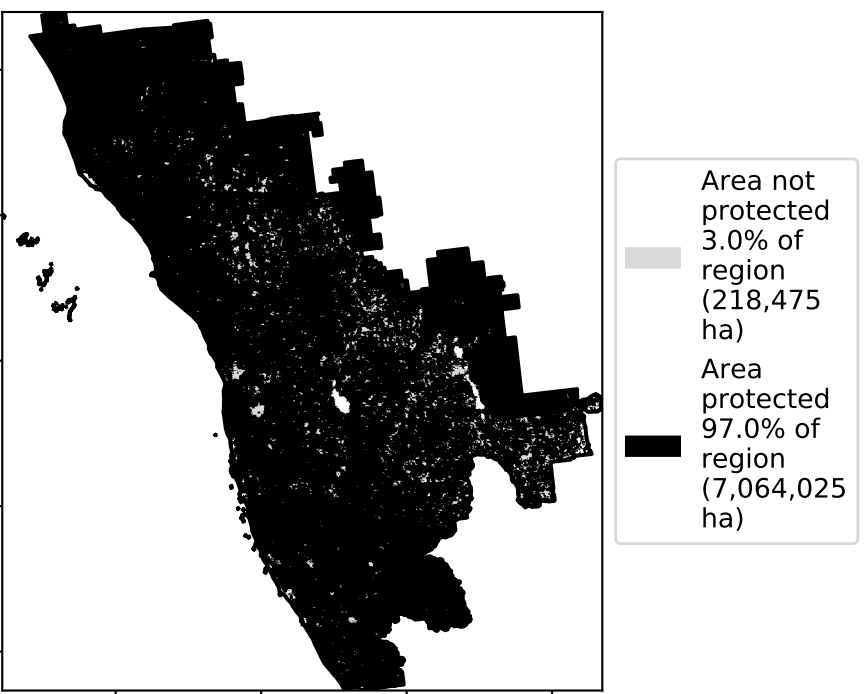 Area not
protected
3.0% of
region
(218,475
ha)
Area
protected
97.0% of
region
(7,064,025
ha)